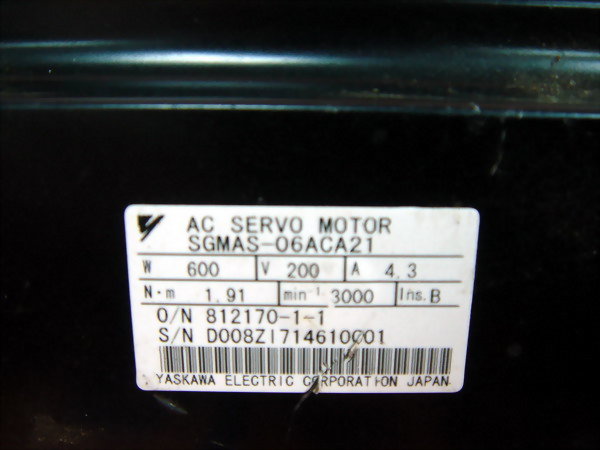 AC SERVO MOTOR
SGMAS-06ACA21
W 600 V 200 A 4.3
N·m 1.91 min⁻¹ 3000 Ins. B
O/N 812170-1-1
S/N D008Z1714610001
YASKAWA ELECTRIC CORPORATION JAPAN